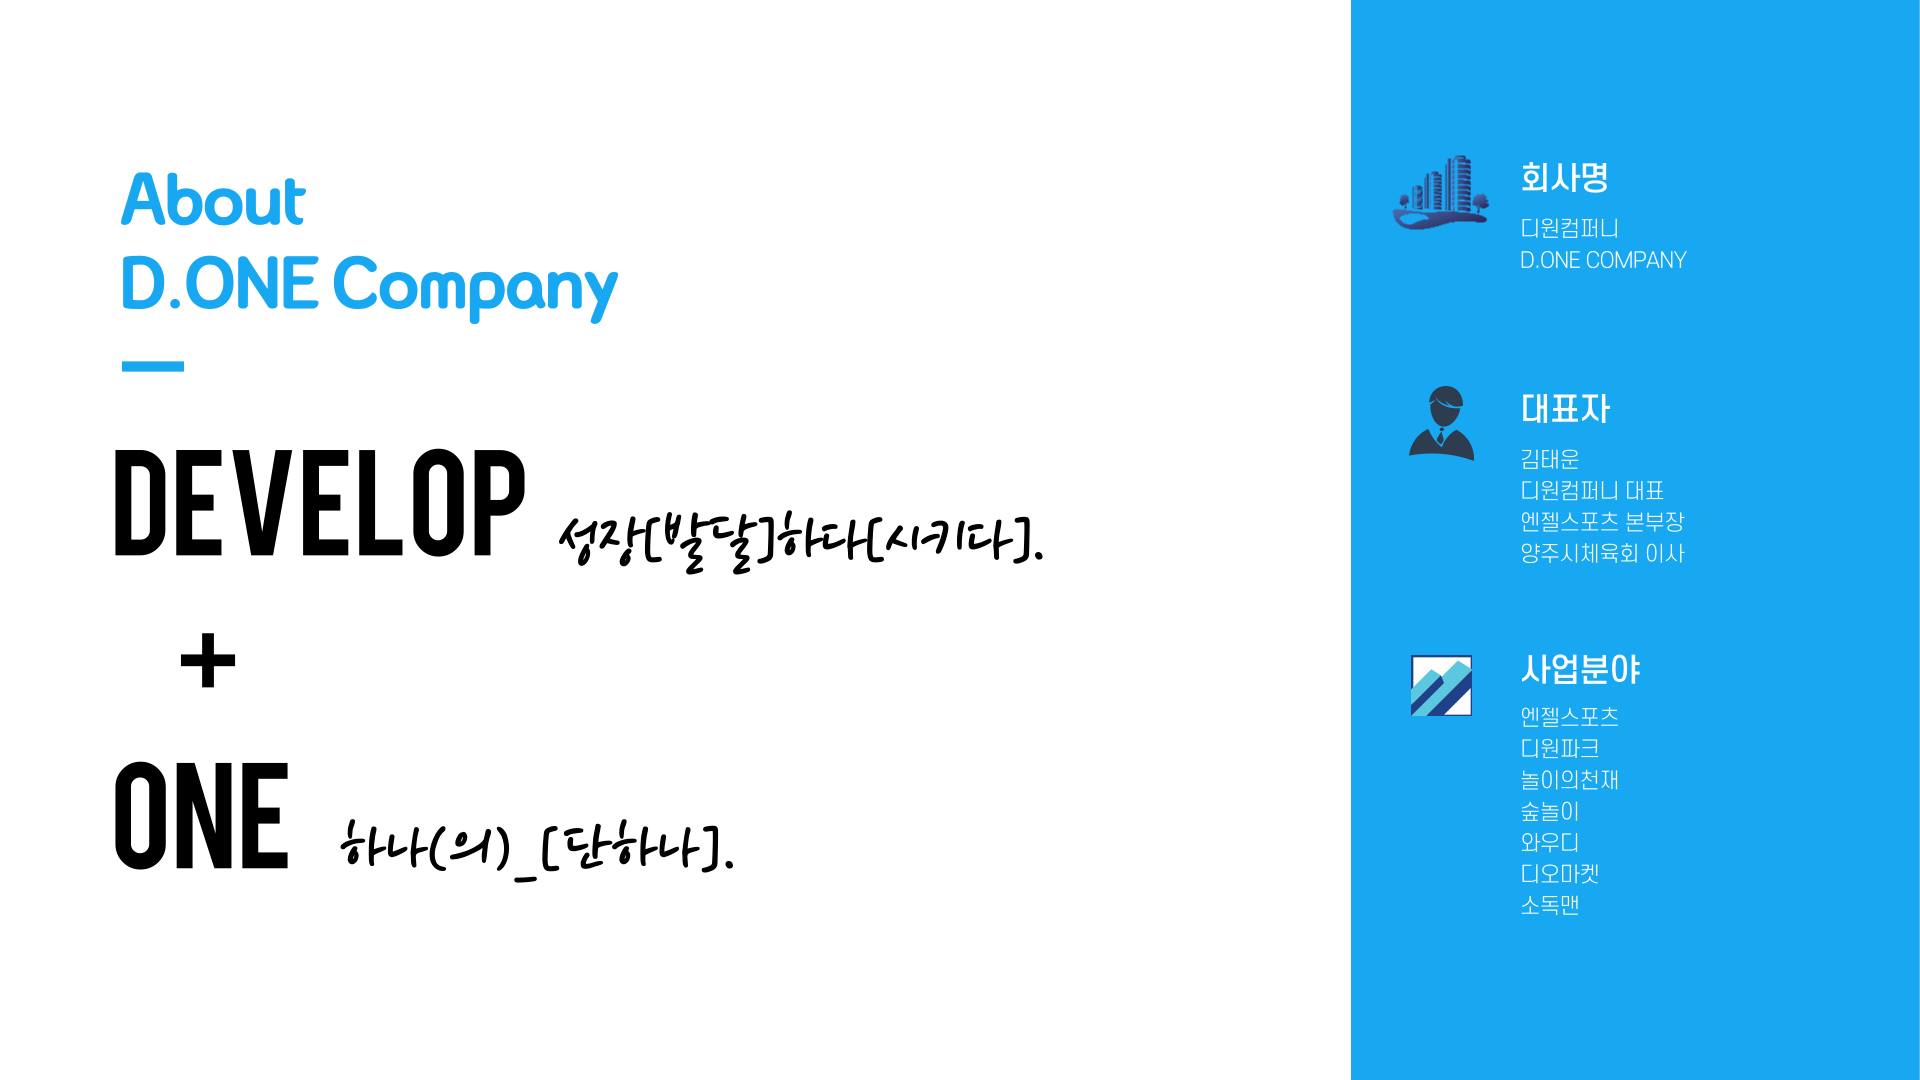 About
D.ONE Company
DEVELOP 성장[발달]하다[시키다].
+
ONE 하나(의)_[단하나].
회사명
디원컴퍼니
D.ONE COMPANY
대표자
김태운
디원컴퍼니 대표
엔젤스포츠 본부장
양주시체육회 이사
사업분야
엔젤스포츠
디원파크
놀이의천재
숲놀이
와우디
디오마켓
소독맨